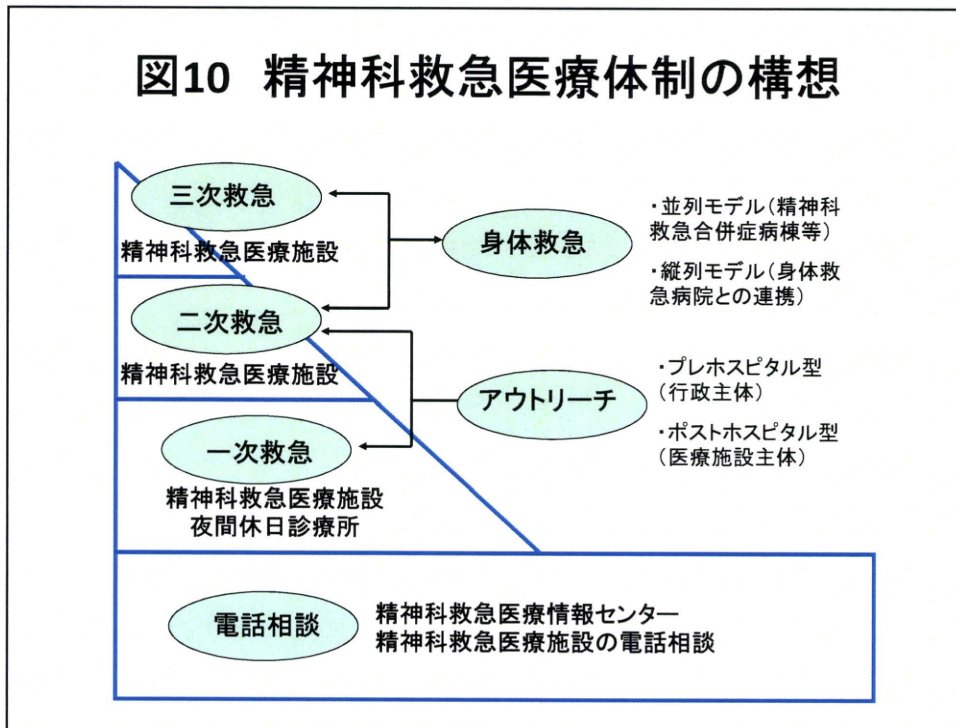 図10 精神科救急医療体制の構想
三次救急
精神科救急医療施設
身体救急
・並列モデル（精神科
救急合併症病棟等）
・縦列モデル（身体救
急病院との連携）
二次救急
精神科救急医療施設
アウトリーチ
・プレホスピタル型
（行政主体）
・ポストホスピタル型
（医療施設主体）
一次救急
精神科救急医療施設
夜間休日診療所
電話相談
精神科救急医療情報センター
精神科救急医療施設の電話相談